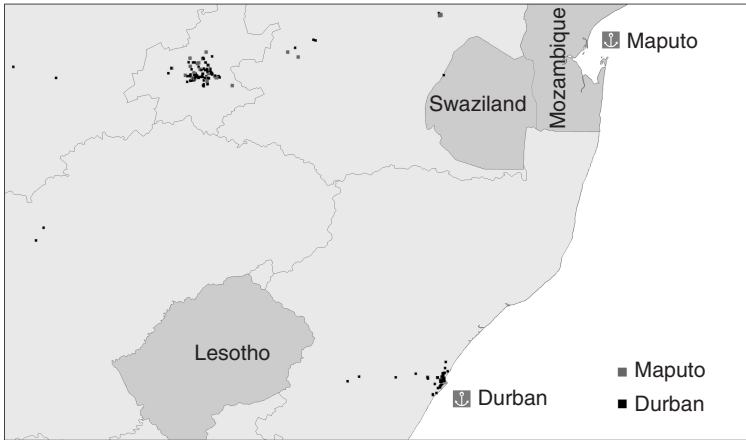 Maputo
Mozambique
Swaziland
Lesotho
Maputo
Durban
Durban